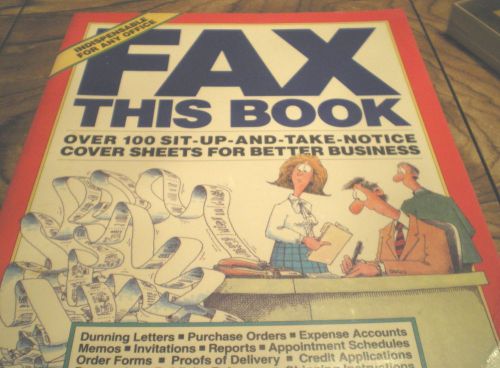 INDISPENSABLE
FOR ANY OFFICE
FAX
THIS BOOK
OVER 100 SIT-UP-AND-TAKE-NOTICE
COVER SHEETS FOR BETTER BUSINESS
Dunning Letters ■ Purchase Orders ■ Expense Accounts
Memos ■ Invitations ■ Reports ■ Appointment Schedules
Order Forms ■ Proofs of Delivery ■ Credit Applications
Instructions